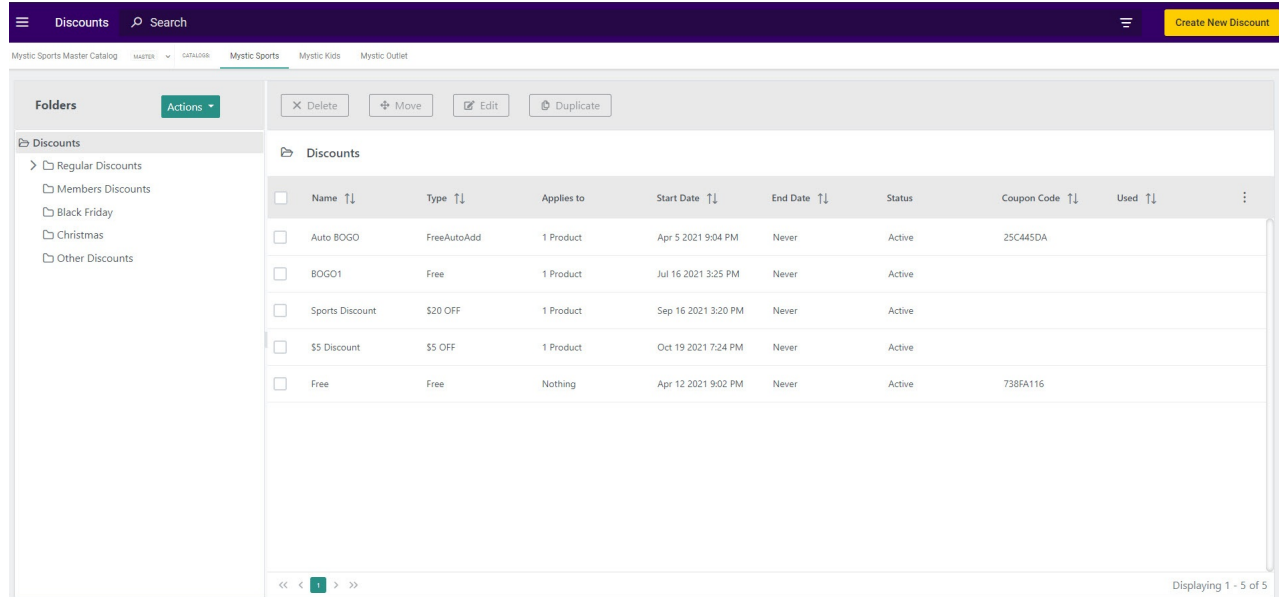 Discounts Search Create New Discount
Mystic Sports Master Catalog MASTER CATALOGS: Mystic Sports Mystic Kids Mystic Outlet
Folders Actions Delete Move Edit Duplicate
Discounts
Regular Discounts
Members Discounts
Black Friday
Christmas
Other Discounts
Discounts
Name Type Applies to Start Date End Date Status Coupon Code Used
Auto BOGO FreeAutoAdd 1 Product Apr 5 2021 9:04 PM Never Active 25C445DA
BOGO1 Free 1 Product Jul 16 2021 3:25 PM Never Active
Sports Discount $20 OFF 1 Product Sep 16 2021 3:20 PM Never Active
$5 Discount $5 OFF 1 Product Oct 19 2021 7:24 PM Never Active
Free Free Nothing Apr 12 2021 9:02 PM Never Active 738FA116
1 Displaying 1 - 5 of 5